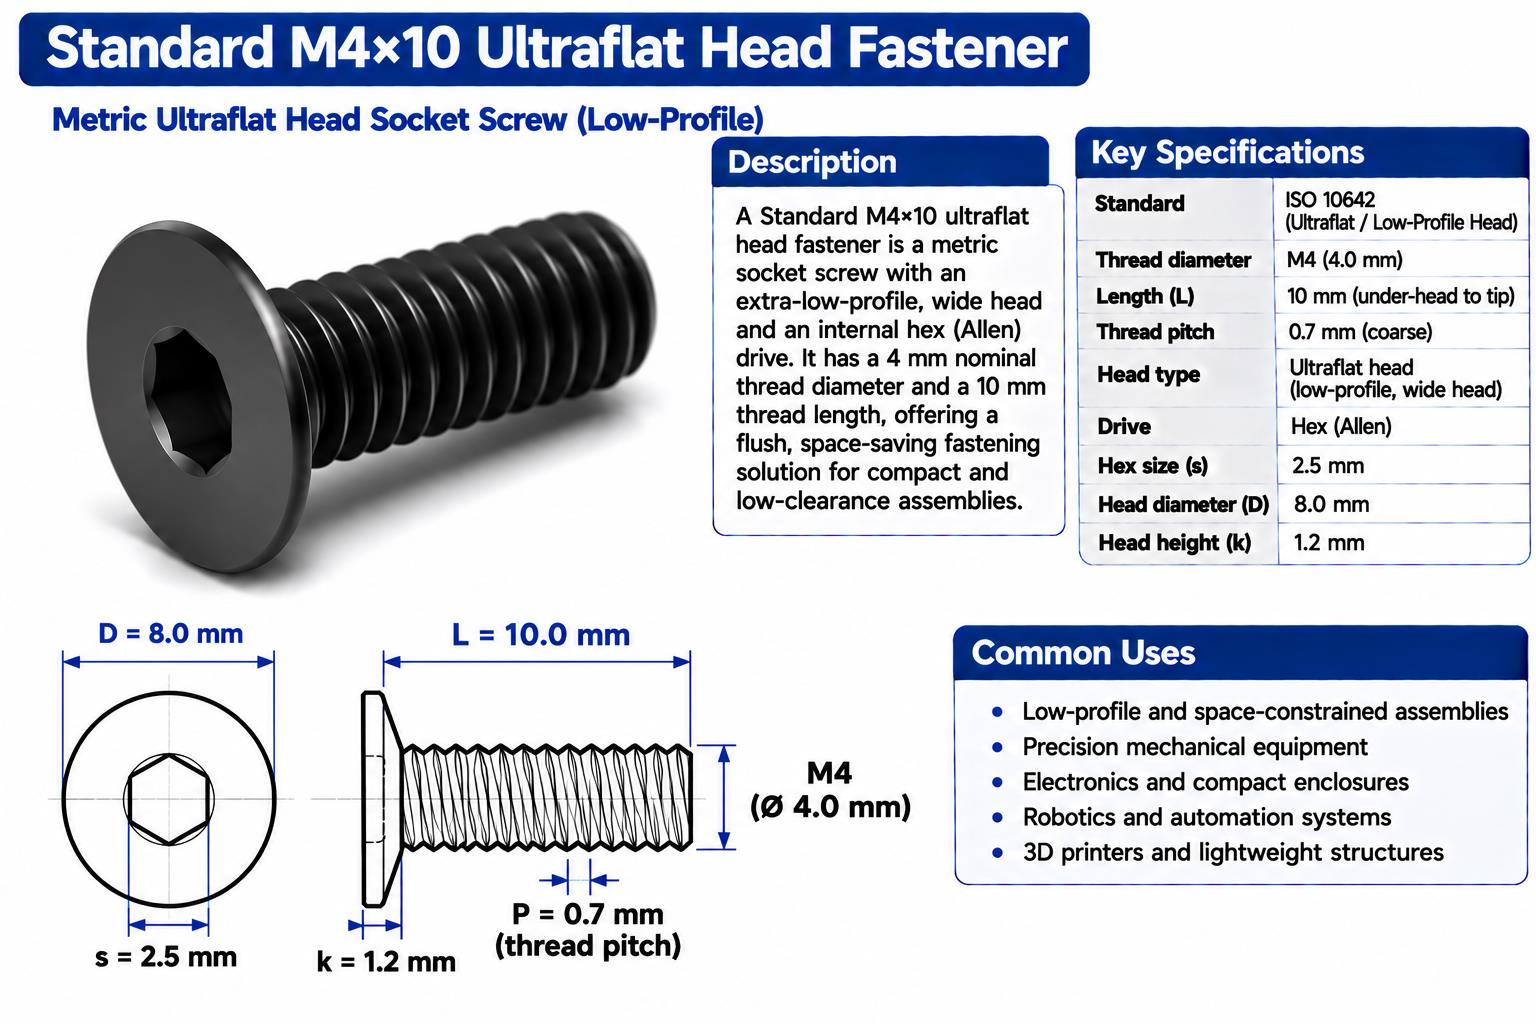 Standard M4×10 Ultraflat Head Fastener
Metric Ultraflat Head Socket Screw (Low-Profile)
Description
A Standard M4×10 ultraflat
head fastener is a metric
socket screw with an
extra-low-profile, wide head
and an internal hex (Allen)
drive. It has a 4 mm nominal
thread diameter and a 10 mm
thread length, offering a
flush, space-saving fastening
solution for compact and
low-clearance assemblies.
Key Specifications
Standard ISO 10642
(Ultraflat / Low-Profile Head)
Thread diameter M4 (4.0 mm)
Length (L) 10 mm (under-head to tip)
Thread pitch 0.7 mm (coarse)
Head type Ultraflat head
(low-profile, wide head)
Drive Hex (Allen)
Hex size (s) 2.5 mm
Head diameter (D) 8.0 mm
Head height (k) 1.2 mm
D = 8.0 mm
L = 10.0 mm
M4
(Ø 4.0 mm)
P = 0.7 mm
(thread pitch)
s = 2.5 mm
k = 1.2 mm
Common Uses
• Low-profile and space-constrained assemblies
• Precision mechanical equipment
• Electronics and compact enclosures
• Robotics and automation systems
• 3D printers and lightweight structures